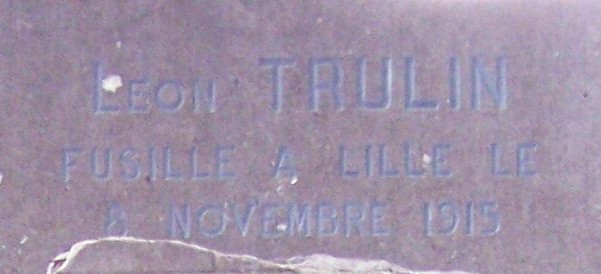 LEON TRULIN
FUSILLE A LILLE LE
8 NOVEMBRE 1915